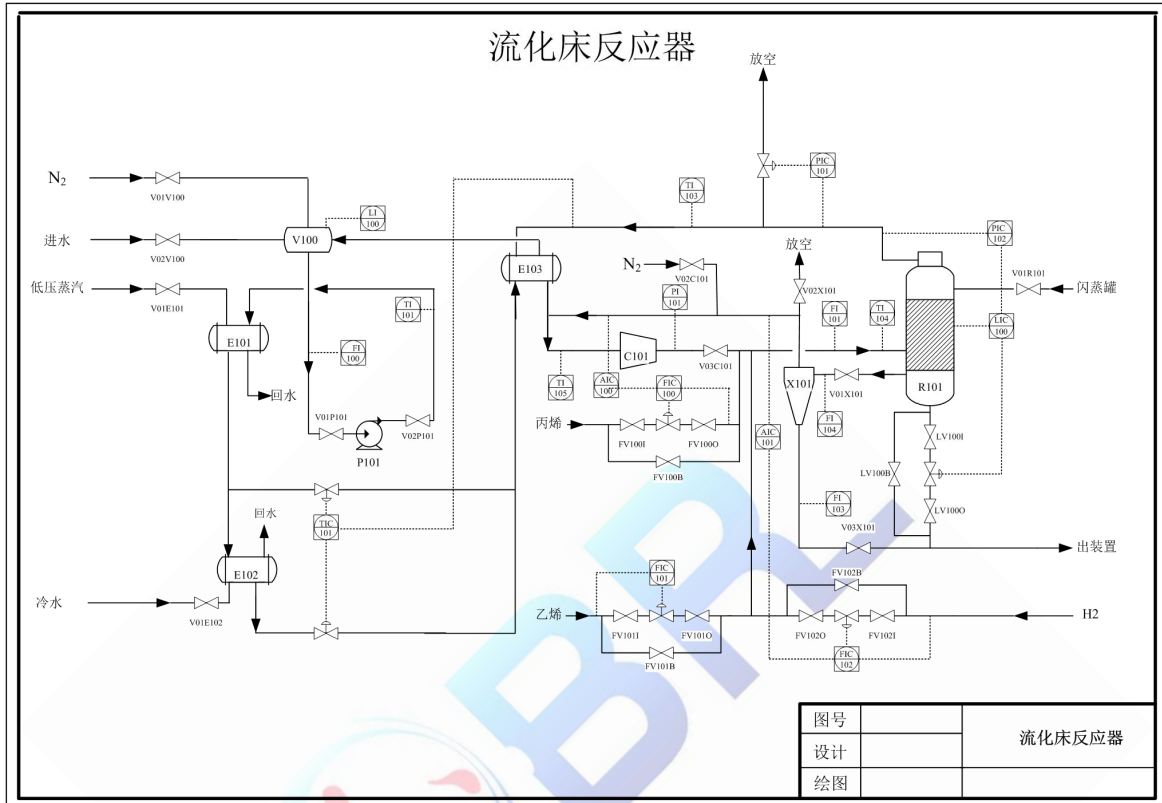 流化床反应器
放空
N₂
V01V100
进水
V02V100
低压蒸汽
V01E101
V100
LI
100
TI
103
PIC
101
PIC
102
E103
N₂
V02C101
放空
V02X101
V01R101
闪蒸罐
E101
回水
TI
101
FI
100
PI
101
FI
101
TI
104
LIC
100
C101
V03C101
TI
105
AIC
100
FIC
100
X101
V01X101
R101
V01P101
V02P101
P101
丙烯
FV100I
FV100O
FV100B
FI
104
AIC
101
LV100I
LV100B
LV100O
TIC
101
FI
103
V03X101
出装置
回水
E102
冷水
V01E102
FIC
101
乙烯
FV101I
FV101O
FV101B
FV102B
FV102O
FV102I
FIC
102
H2
BR
图号
设计
绘图
流化床反应器